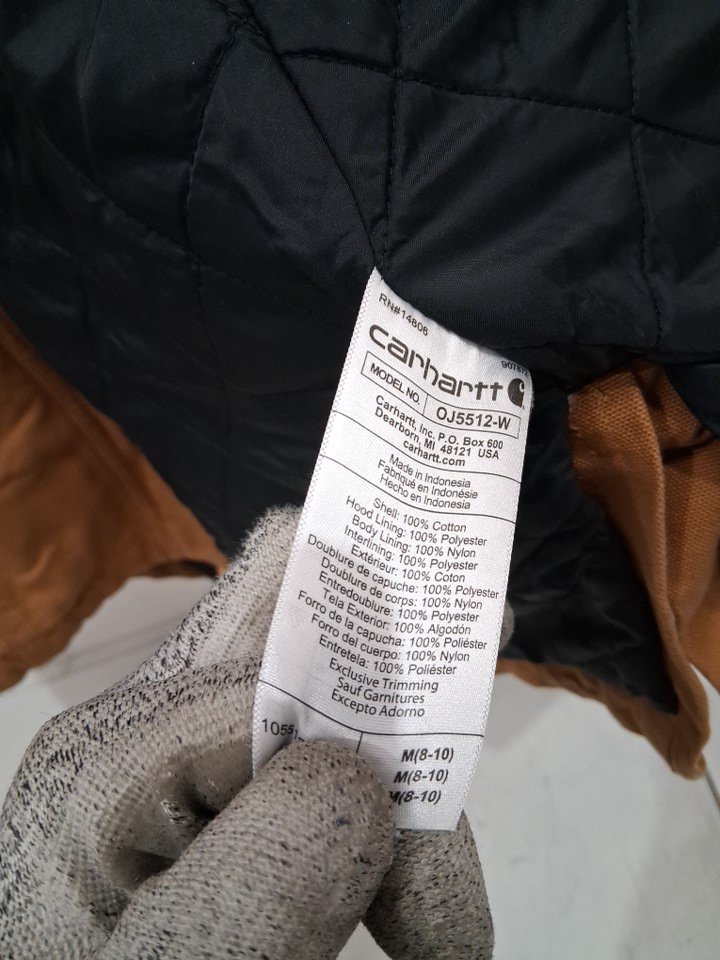 RN#14806
carhartt
MODEL NO. OJ5512-W
Carhartt, Inc. P.O. Box 600
Dearborn, MI 48121 USA
carhartt.com
Made in Indonesia
Fabriqué en Indonésie
Hecho en Indonesia
Shell: 100% Cotton
Hood Lining: 100% Polyester
Body Lining: 100% Nylon
Interlining: 100% Polyester
Extérieur: 100% Coton
Doublure de capuche: 100% Polyester
Doublure de corps: 100% Nylon
Entredoublure: 100% Polyester
Tela Exterior: 100% Algodón
Forro de la capucha: 100% Poliéster
Forro del cuerpo: 100% Nylon
Entretela: 100% Poliéster
Exclusive Trimming
Sauf Garnitures
Excepto Adorno
M(8-10)
M(8-10)
M(8-10)